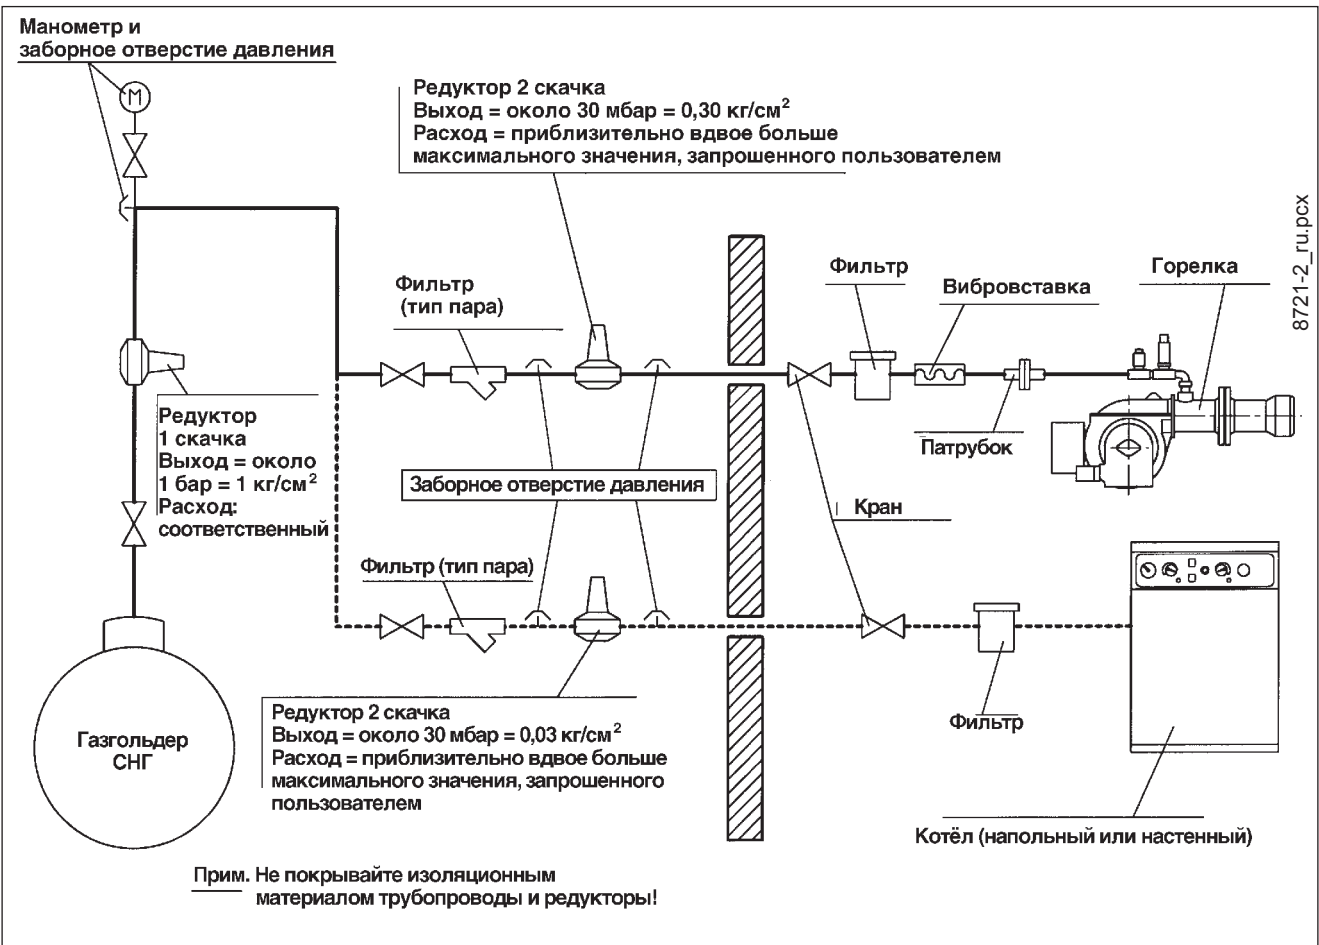 Манометр и
заборное отверстие давления
M
Редуктор 2 скачка
Выход = около 30 мбар = 0,30 кг/см²
Расход = приблизительно вдвое больше
максимального значения, запрошенного пользователем
8721-2_ru.pcx
Фильтр
(тип пара)
Фильтр
Вибровставка
Горелка
Редуктор
1 скачка
Выход = около
1 бар = 1 кг/см²
Расход:
соответственный
Патрубок
Заборное отверстие давления
Кран
Фильтр (тип пара)
Газгольдер
СНГ
Редуктор 2 скачка
Выход = около 30 мбар = 0,03 кг/см²
Расход = приблизительно вдвое больше
максимального значения, запрошенного
пользователем
Фильтр
Котёл (напольный или настенный)
Прим. Не покрывайте изоляционным
материалом трубопроводы и редукторы!